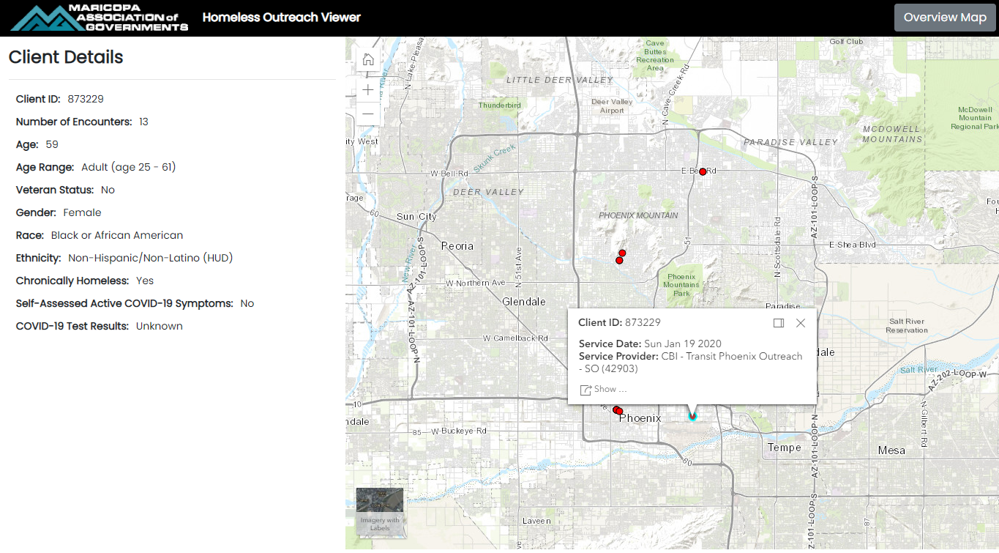 MARICOPA
ASSOCIATION of
GOVERNMENTS
Homeless Outreach Viewer
Overview Map
Client Details
Client ID: 873229
Number of Encounters: 13
Age: 59
Age Range: Adult (age 25 - 61)
Veteran Status: No
Gender: Female
Race: Black or African American
Ethnicity: Non-Hispanic/Non-Latino (HUD)
Chronically Homeless: Yes
Self-Assessed Active COVID-19 Symptoms: No
COVID-19 Test Results: Unknown
Golf Club
Cave
Buttes
Recreation
Area
N Lake-Pleasa
N Cave-Creek-Rd
LITTLE DEER VALLEY
Thunderbird
Deer Valley
Airport
McDowell
Mountain
Regional Park
MCDOWELL
MOUNTAINS
ity West
PARADISE VALLEY
Skunk Creek
W Bell Rd
E Bell Rd
DEER VALLEY
rage
60
Sun City
PHOENIX MOUNTAIN
Fou
H
AZ-101-LOOP-S
Peoria
N 51st Ave
51
N Scottsdale-Rd
E-Shea-Blvd
New River
AZ-101-LOOP-S
W-Northern Ave
Phoenix
Mountains
Park
Glendale
Paradise
AZ-101-LOOP-N
W Camelback Rd
Salt River
Reservation
Client ID: 873229
Service Date: Sun Jan 19 2020
Service Provider: CBI - Transit Phoenix Outreach
- SO (42903)
Show ...
dale
Salt River
AZ-202-LOOP-W
10
ndale
Phoenix
85
W Buckeye Rd
AZ-101-LOOP-N
N-Gilbert Rd
Tempe
Mesa
60
Imagery with
Labels
Laveen
AZ-101-LOOP-S
87
ve